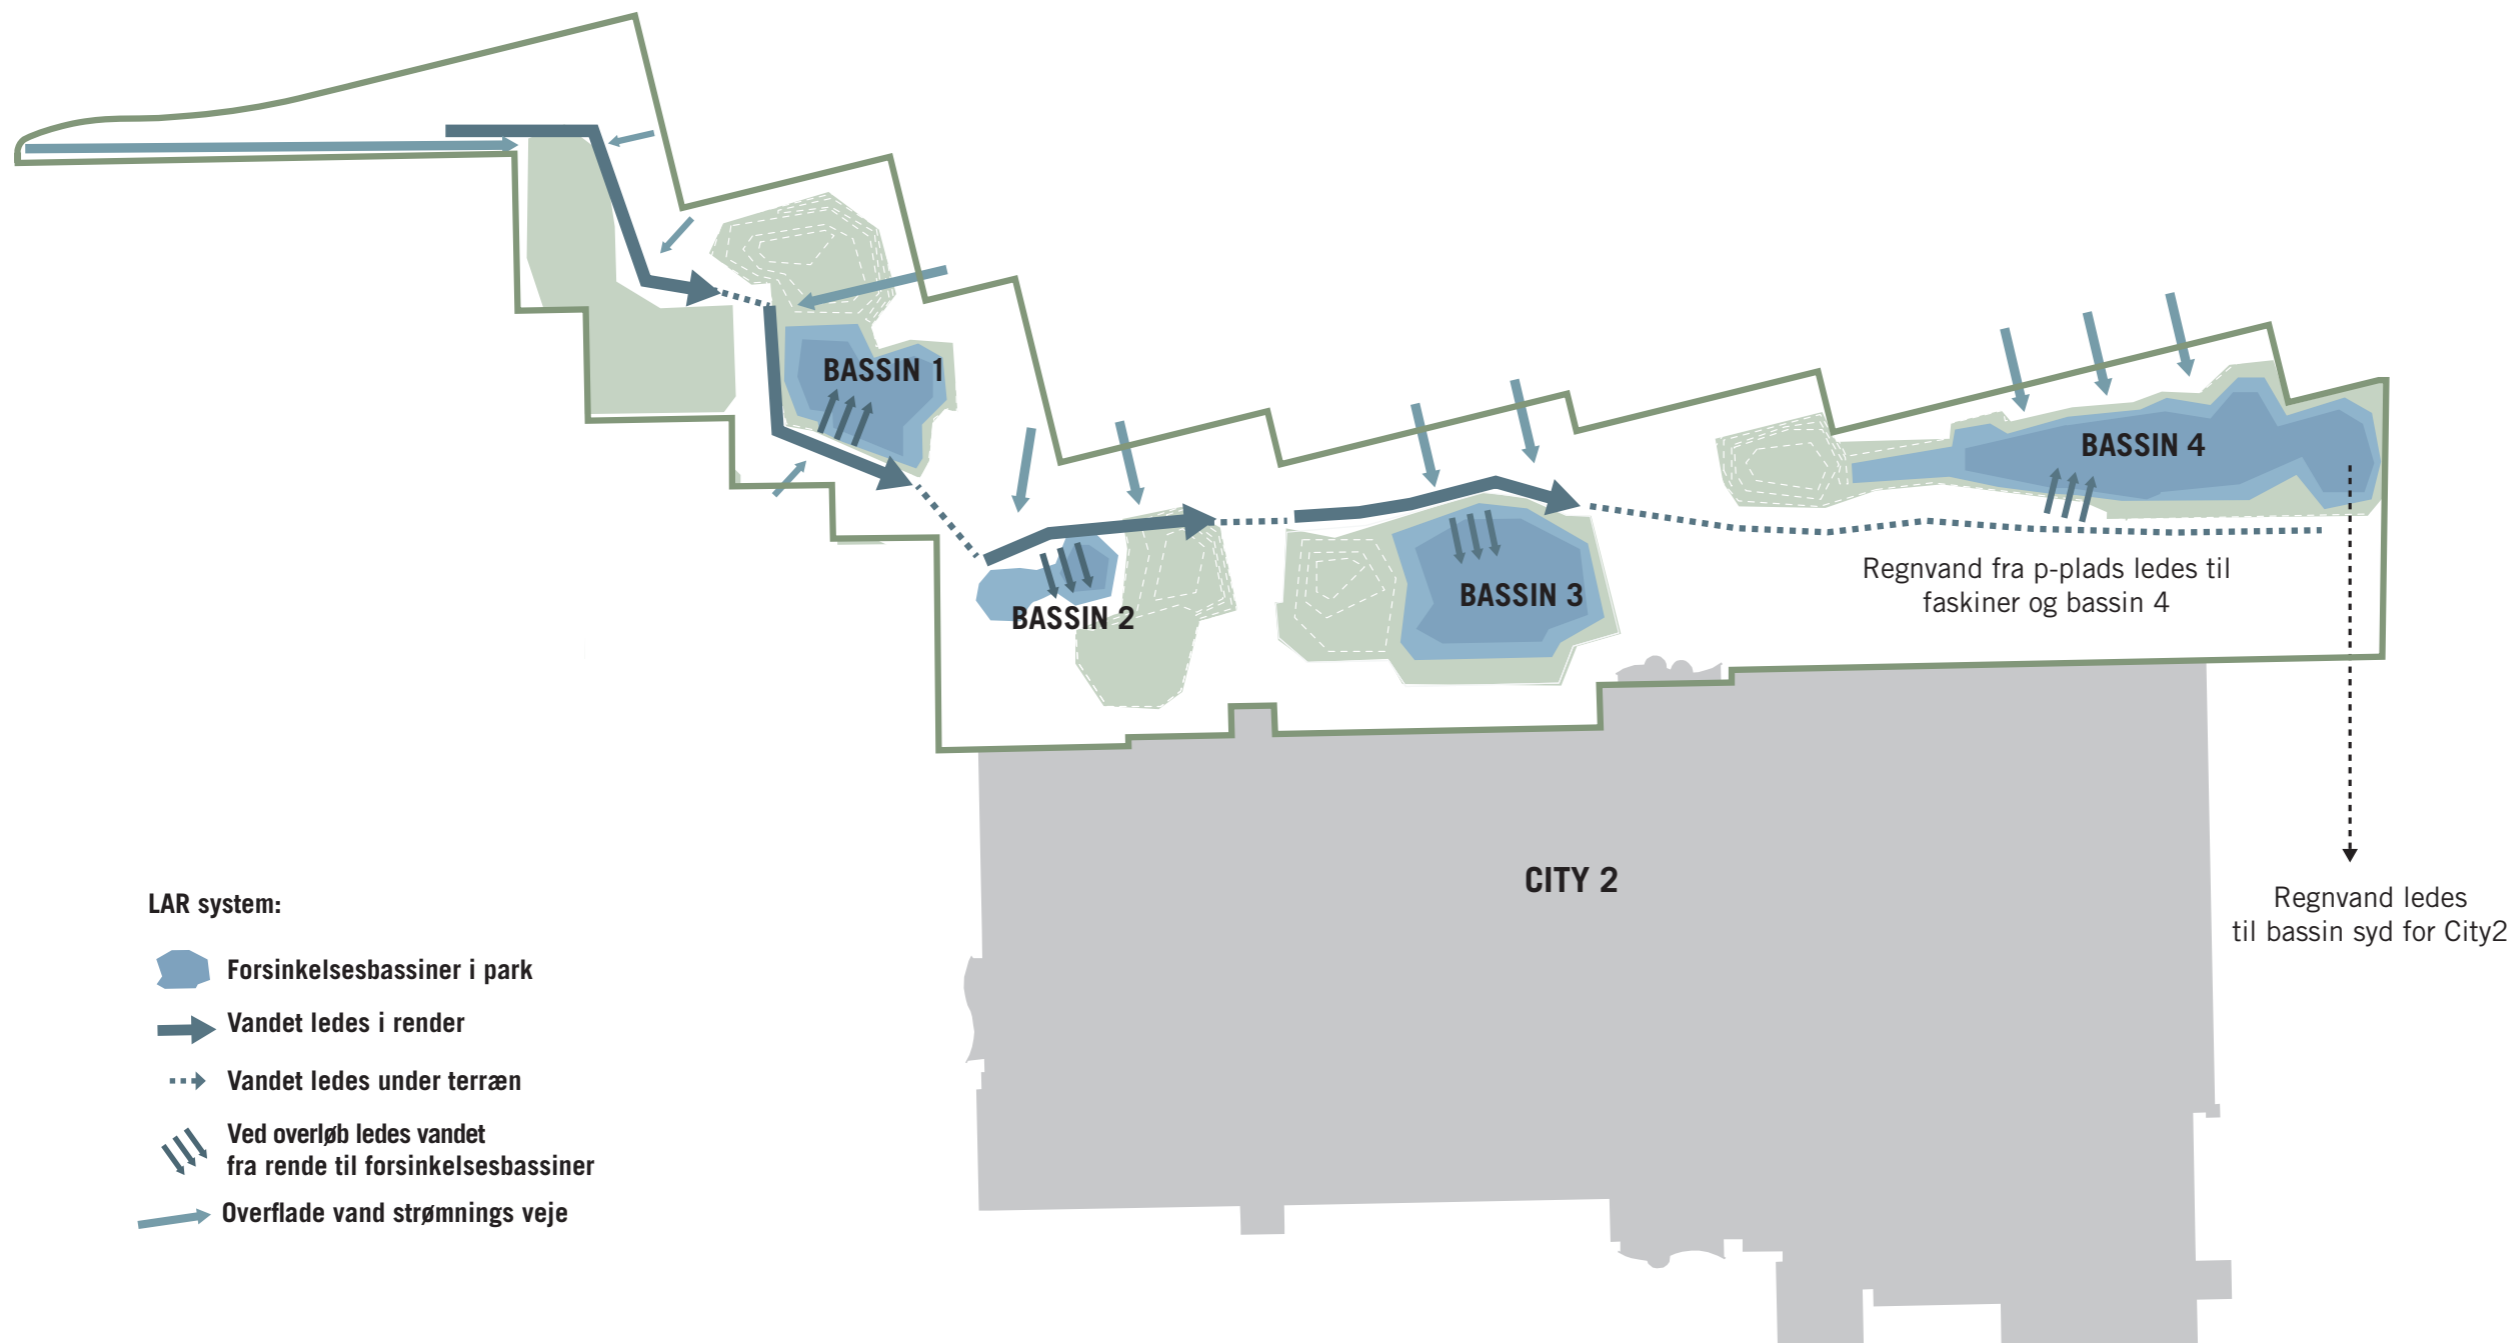 BASSIN 1
BASSIN 2
BASSIN 3
BASSIN 4
Regnvand fra p-plads ledes til
faskiner og bassin 4
CITY 2
Regnvand ledes
til bassin syd for City2
LAR system:
Forsinkelsesbassiner i park
Vandet ledes i render
Vandet ledes under terræn
Ved overløb ledes vandet
fra rende til forsinkelsesbassiner
Overflade vand strømnings veje